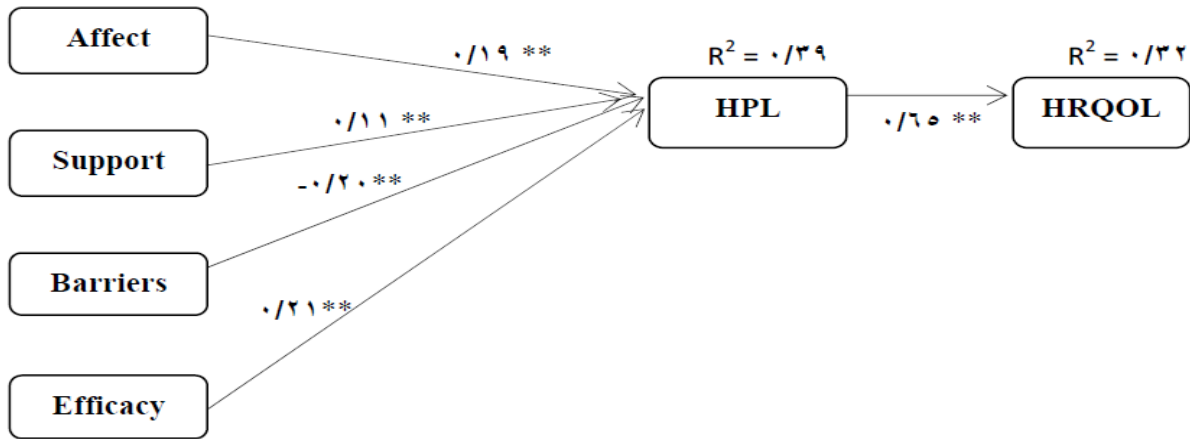 Affect
۰/۱۹ **
R² = ۰/۳۹
R² = ۰/۳۲
HPL
HRQOL
۰/۶۵ **
۰/۱۱ **
Support
-۰/۲۰**
Barriers
۰/۲۱**
Efficacy